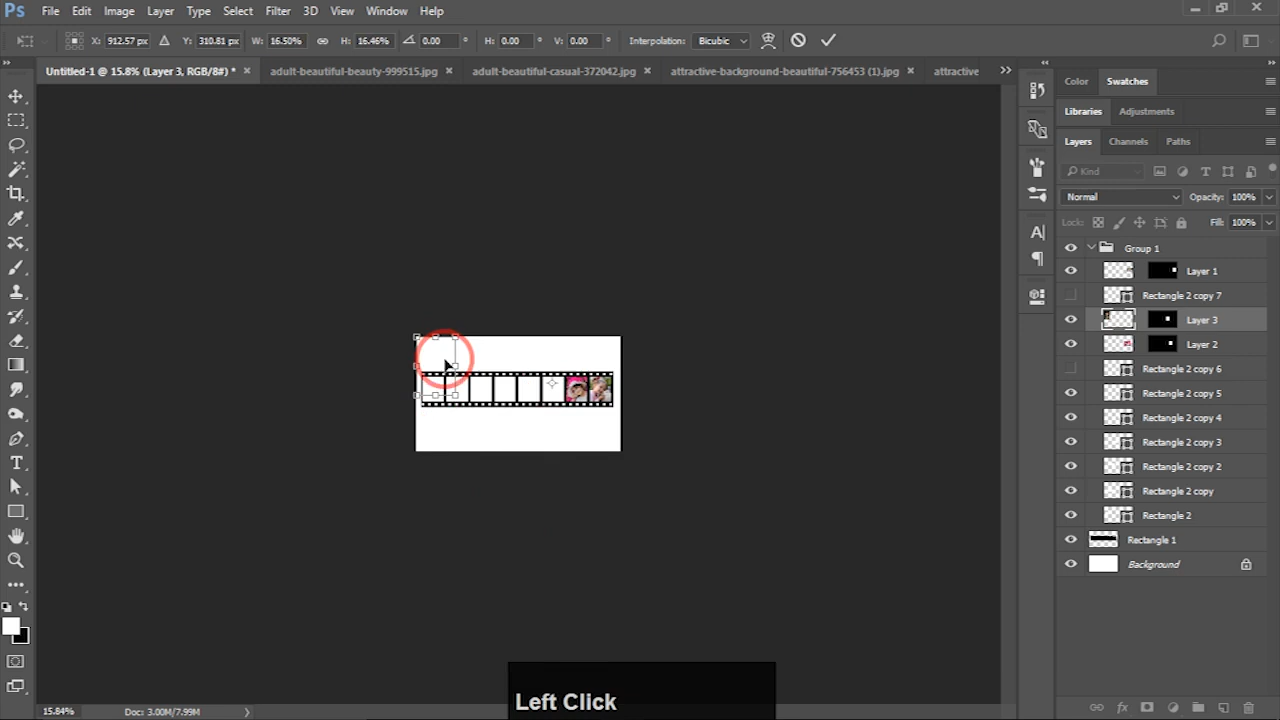 Ps File Edit Image Layer Type Select Filter 3D View Window Help
X: 912.57 px Y: 310.81 px W: 16.50% H: 16.46% 0.00 ° H: 0.00 ° V: 0.00 ° Interpolation: Bicubic
Untitled-1 @ 15.8% (Layer 3, RGB/8#) * × adult-beautiful-beauty-999515.jpg × adult-beautiful-casual-372042.jpg × attractive-background-beautiful-756453 (1).jpg × attractive
Color Swatches
Libraries Adjustments
Layers Channels Paths
Kind
Normal Opacity: 100%
Lock: Fill: 100%
Group 1
Layer 1
Rectangle 2 copy 7
Layer 3
Layer 2
Rectangle 2 copy 6
Rectangle 2 copy 5
Rectangle 2 copy 4
Rectangle 2 copy 3
Rectangle 2 copy 2
Rectangle 2 copy
Rectangle 2
Rectangle 1
Background
Left Click
15.84% Doc: 3.00M/7.99M